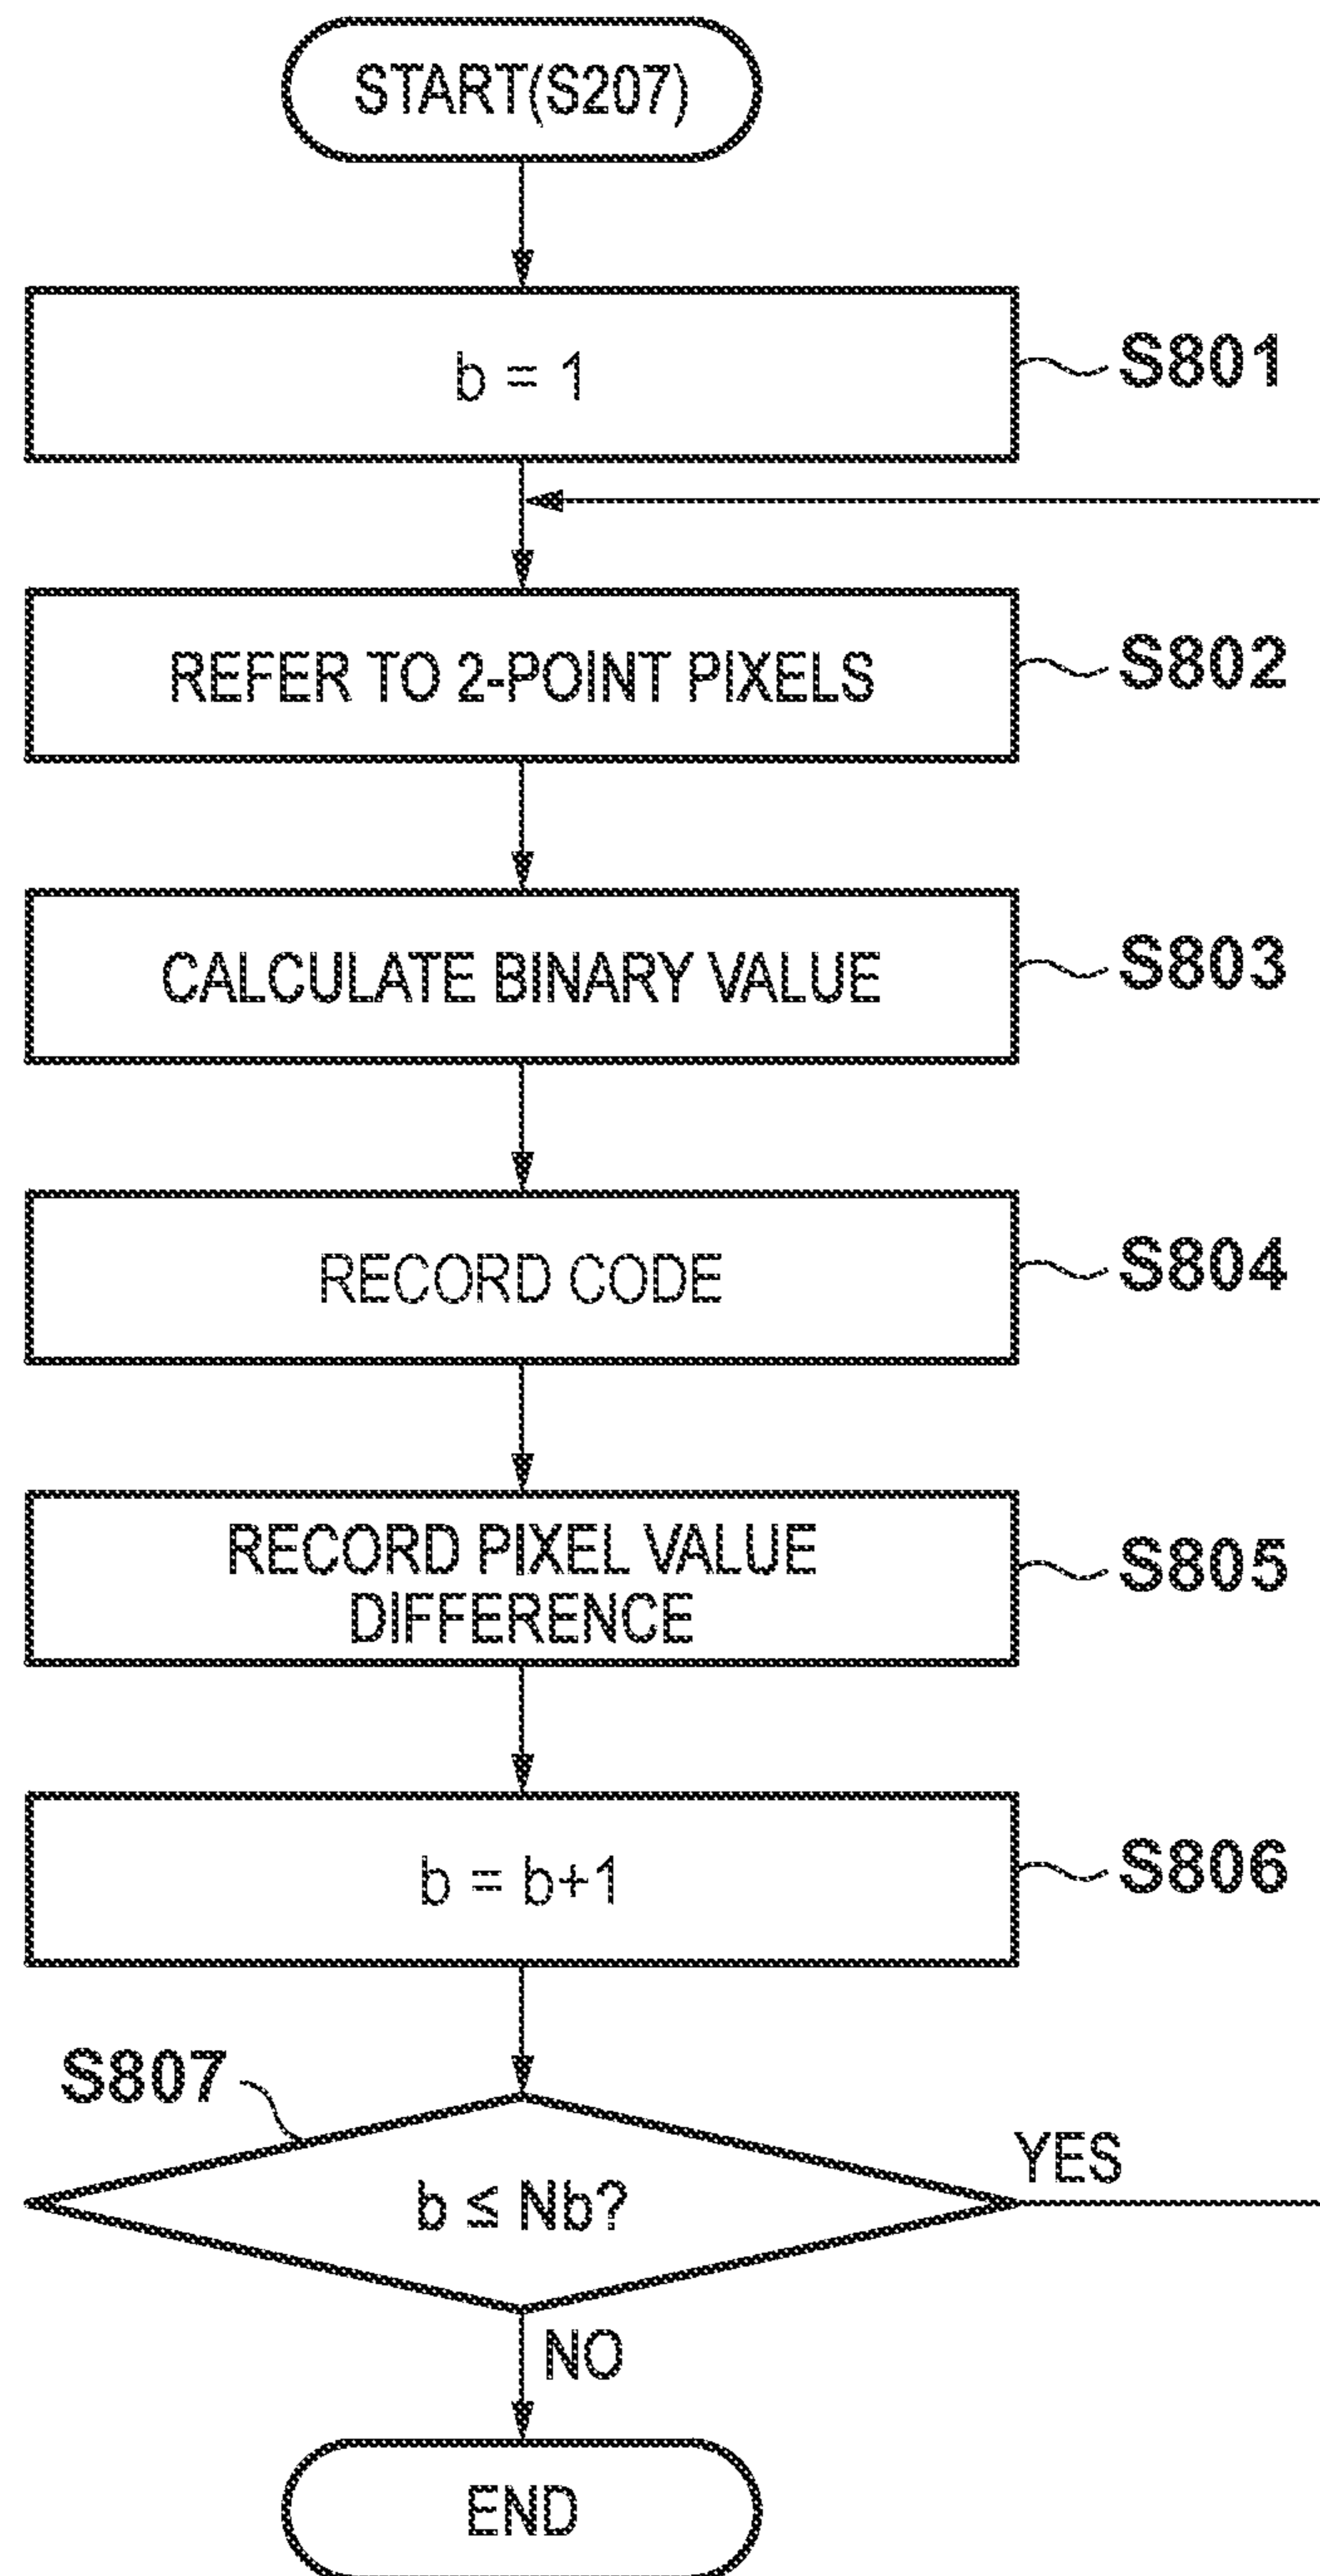 START(S207)
b = 1
S801
REFER TO 2-POINT PIXELS
S802
CALCULATE BINARY VALUE
S803
RECORD CODE
S804
RECORD PIXEL VALUE
DIFFERENCE
S805
b = b+1
S806
S807
b ≤ Nb?
YES
NO
END